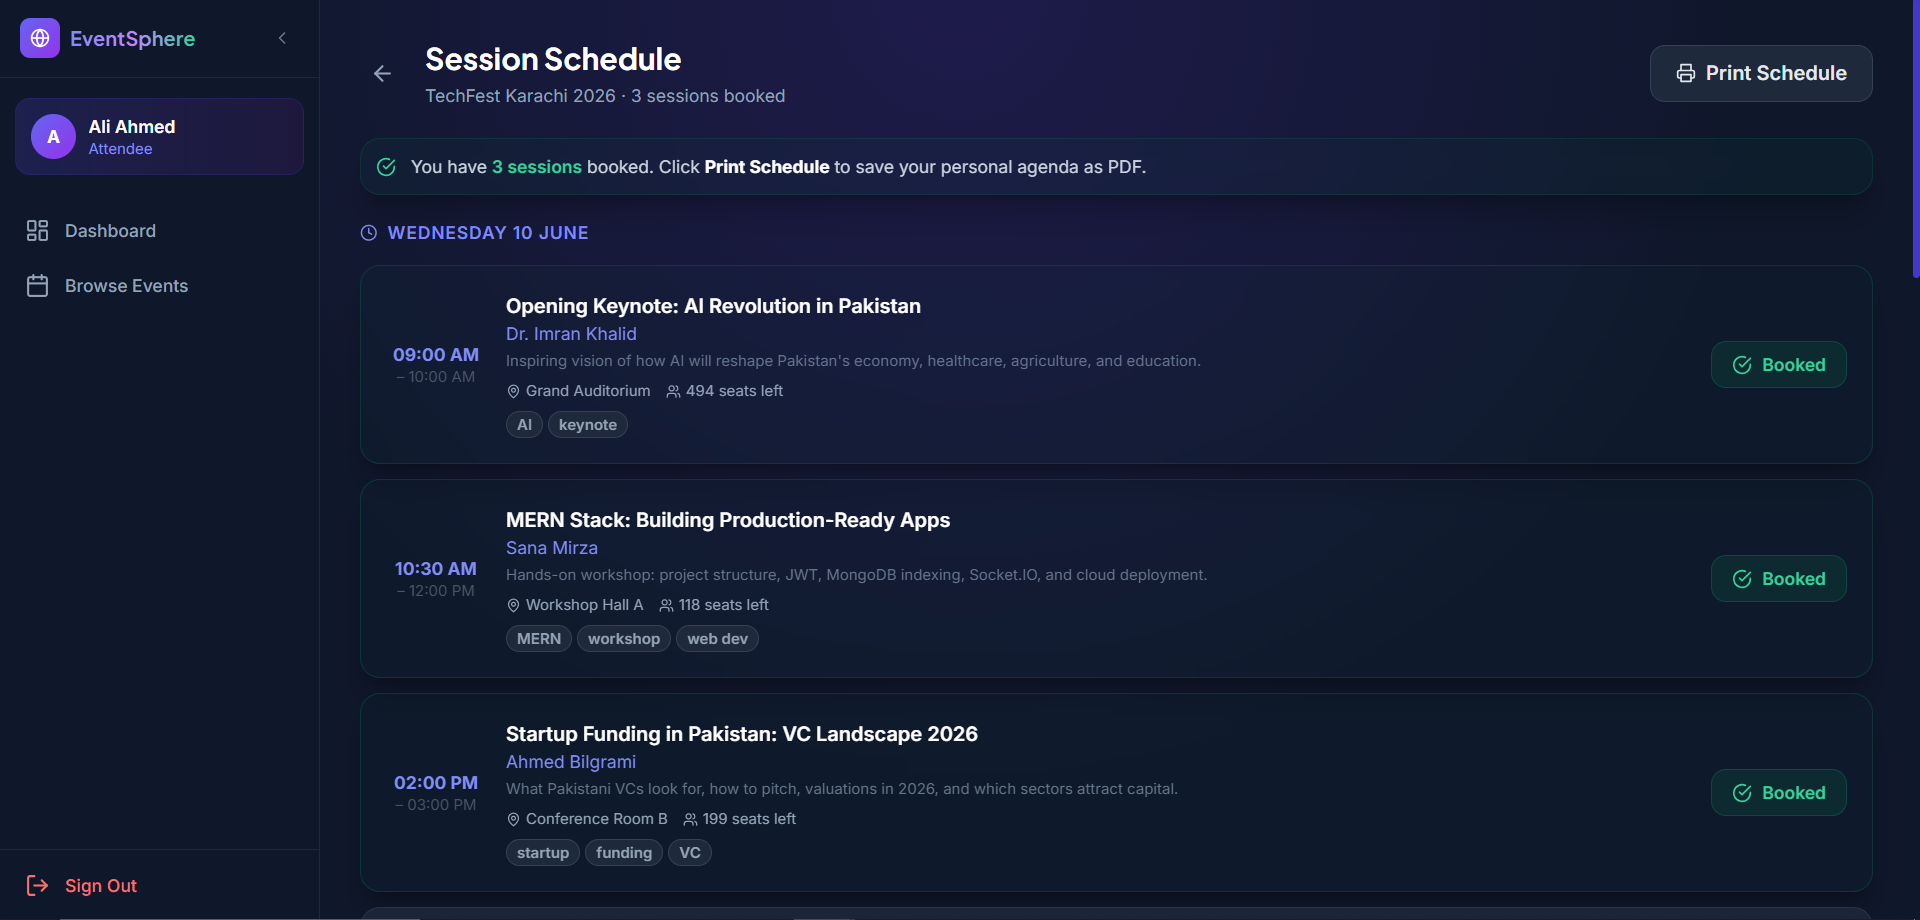 EventSphere
A
Ali Ahmed
Attendee
Dashboard
Browse Events
Sign Out
Session Schedule
TechFest Karachi 2026 · 3 sessions booked
Print Schedule
You have 3 sessions booked. Click Print Schedule to save your personal agenda as PDF.
WEDNESDAY 10 JUNE
09:00 AM
– 10:00 AM
Opening Keynote: AI Revolution in Pakistan
Dr. Imran Khalid
Inspiring vision of how AI will reshape Pakistan's economy, healthcare, agriculture, and education.
Grand Auditorium 494 seats left
AI keynote
Booked
10:30 AM
– 12:00 PM
MERN Stack: Building Production-Ready Apps
Sana Mirza
Hands-on workshop: project structure, JWT, MongoDB indexing, Socket.IO, and cloud deployment.
Workshop Hall A 118 seats left
MERN workshop web dev
Booked
02:00 PM
– 03:00 PM
Startup Funding in Pakistan: VC Landscape 2026
Ahmed Bilgrami
What Pakistani VCs look for, how to pitch, valuations in 2026, and which sectors attract capital.
Conference Room B 199 seats left
startup funding VC
Booked